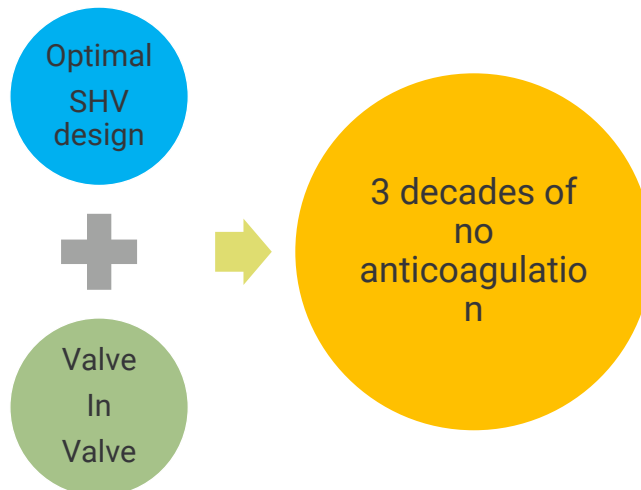 Optimal
SHV
design
Valve
In
Valve
3 decades of
no
anticoagulatio
n